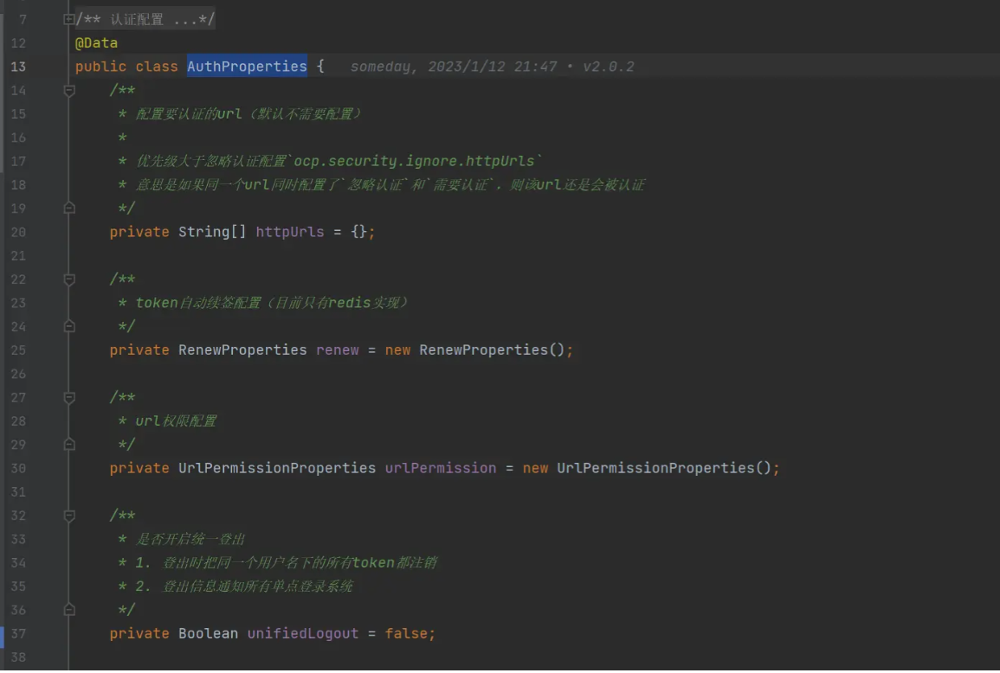 7 /** 认证配置 ...*/
12 @Data
13 public class AuthProperties { someday, 2023/1/12 21:47 • v2.0.2
14 /**
15 * 配置要认证的url（默认不需要配置）
16 *
17 * 优先级大于忽略认证配置`ocp.security.ignore.httpUrls`
18 * 意思是如果同一个url同时配置了`忽略认证`和`需要认证`，则该url还是会被认证
19 */
20 private String[] httpUrls = {};
21
22 /**
23 * token自动续签配置（目前只有redis实现）
24 */
25 private RenewProperties renew = new RenewProperties();
26
27 /**
28 * url权限配置
29 */
30 private UrlPermissionProperties urlPermission = new UrlPermissionProperties();
31
32 /**
33 * 是否开启统一登出
34 * 1. 登出时把同一个用户名下的所有token都注销
35 * 2. 登出信息通知所有单点登录系统
36 */
37 private Boolean unifiedLogout = false;
38